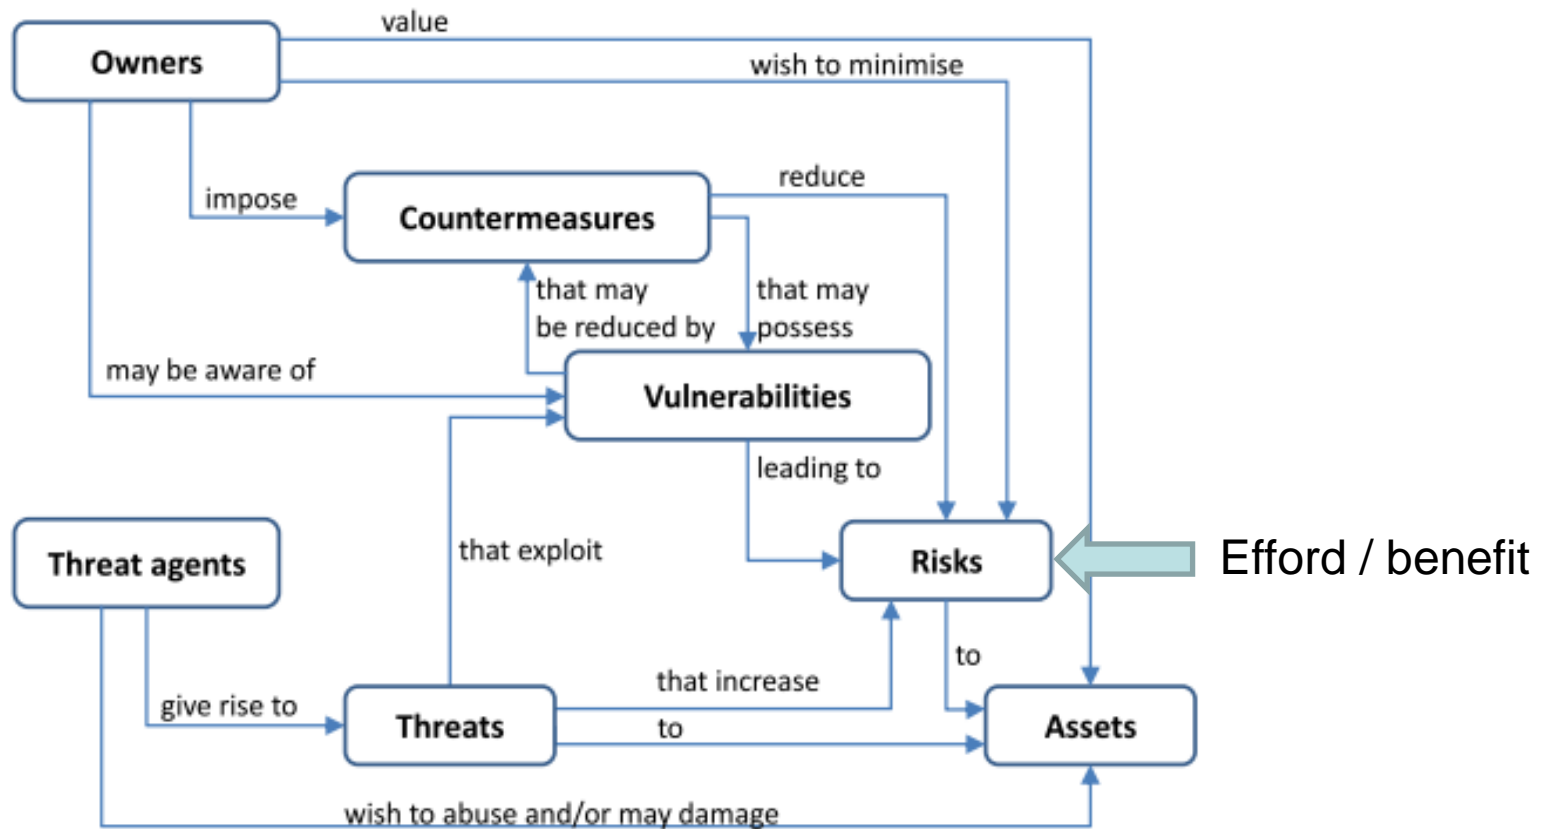 value
Owners
wish to minimise
reduce
impose
Countermeasures
that may
be reduced by
that may
possess
may be aware of
Vulnerabilities
leading to
that exploit
Threat agents
Risks
Efford / benefit
to
that increase
give rise to
Threats
to
Assets
wish to abuse and/or may damage